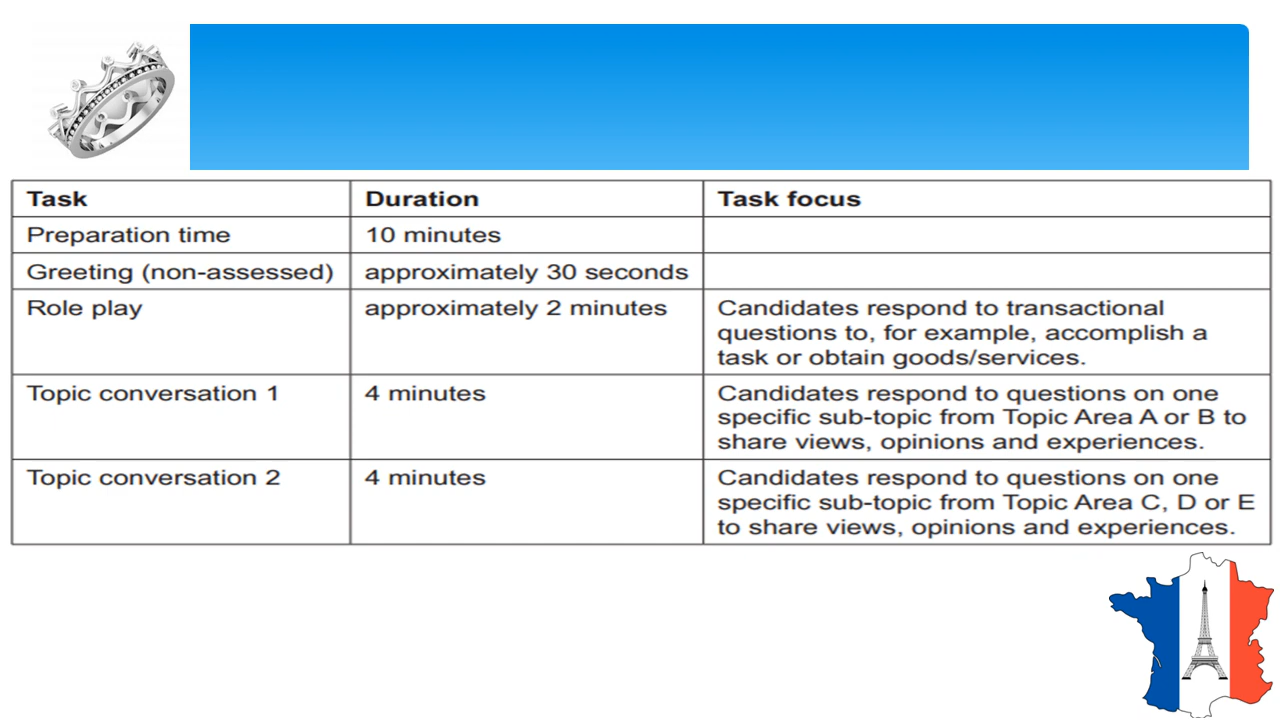 Task Duration Task focus
Preparation time 10 minutes
Greeting (non-assessed) approximately 30 seconds
Role play approximately 2 minutes Candidates respond to transactional
questions to, for example, accomplish a
task or obtain goods/services.
Topic conversation 1 4 minutes Candidates respond to questions on one
specific sub-topic from Topic Area A or B to
share views, opinions and experiences.
Topic conversation 2 4 minutes Candidates respond to questions on one
specific sub-topic from Topic Area C, D or E
to share views, opinions and experiences.